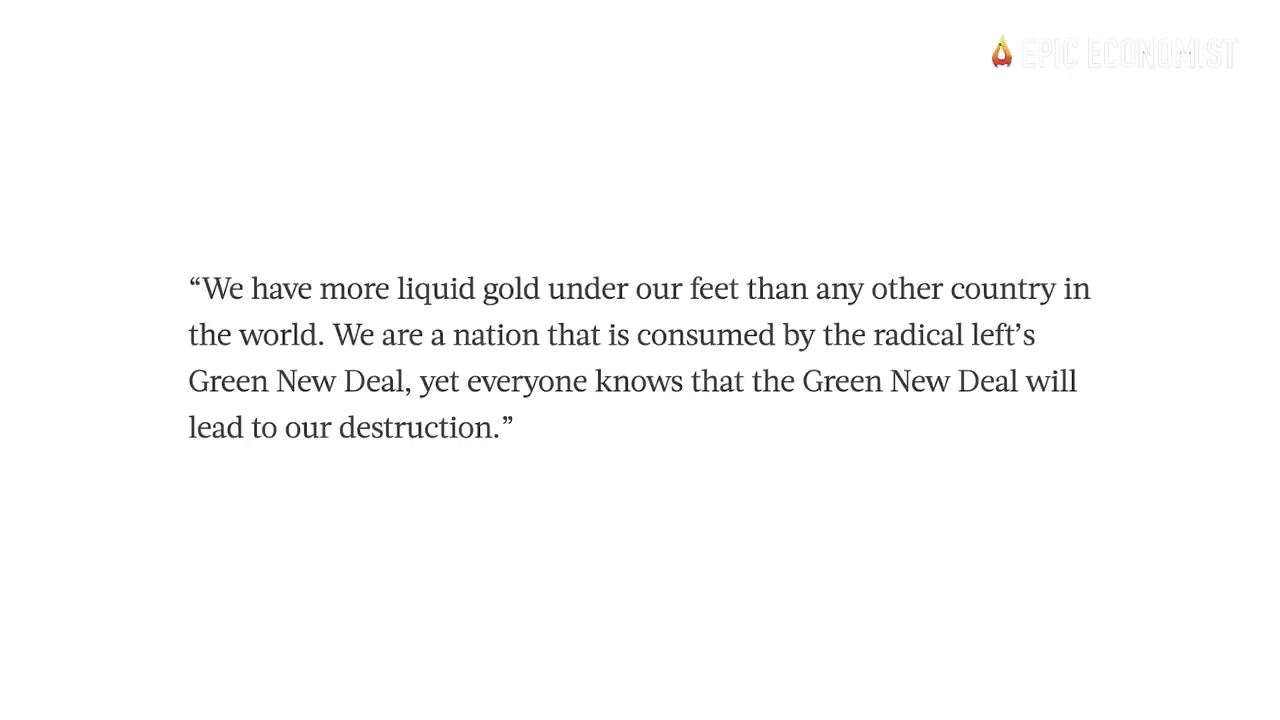 EPIC ECONOMIST
“We have more liquid gold under our feet than any other country in
the world. We are a nation that is consumed by the radical left’s
Green New Deal, yet everyone knows that the Green New Deal will
lead to our destruction.”